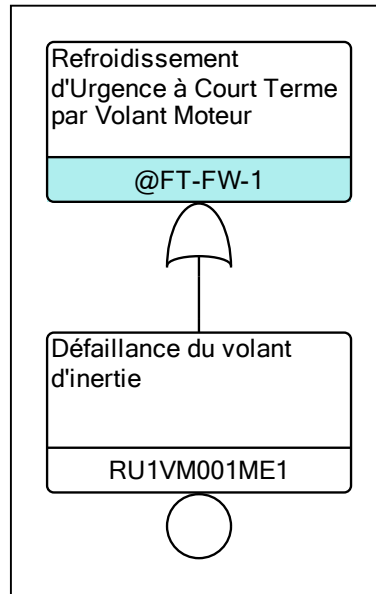 Refroidissement
d'Urgence à Court Terme
par Volant Moteur
@FT-FW-1
Défaillance du volant
d'inertie
RU1VM001ME1